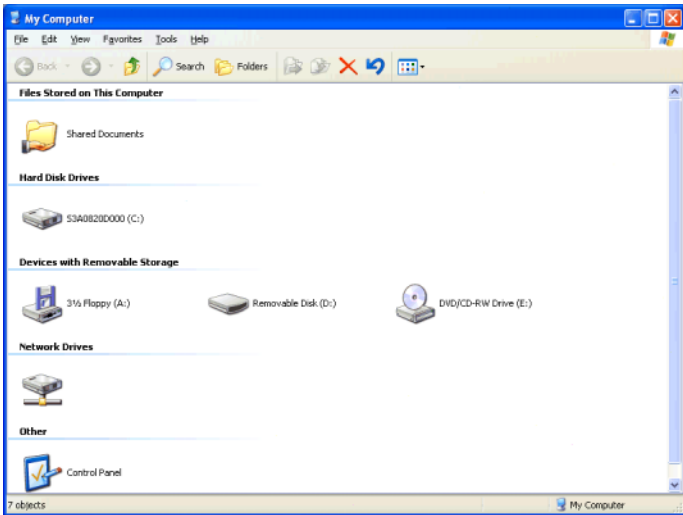 My Computer
File Edit View Favorites Tools Help
Back Search Folders
Files Stored on This Computer
Shared Documents
Hard Disk Drives
S3A0820D000 (C:)
Devices with Removable Storage
3½ Floppy (A:) Removable Disk (D:) DVD/CD-RW Drive (E:)
Network Drives
Other
Control Panel
7 objects My Computer